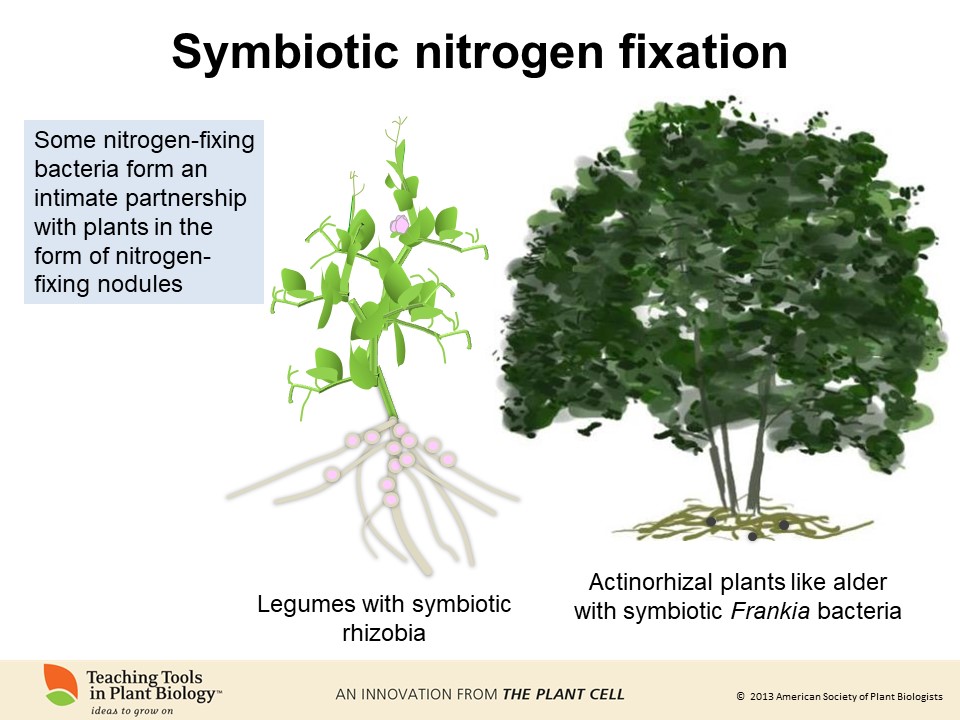 Symbiotic nitrogen fixation
Some nitrogen-fixing
bacteria form an
intimate partnership
with plants in the
form of nitrogen-
fixing nodules
Legumes with symbiotic
rhizobia
Actinorhizal plants like alder
with symbiotic Frankia bacteria
Teaching Tools
in Plant Biology™
ideas to grow on
AN INNOVATION FROM THE PLANT CELL
© 2013 American Society of Plant Biologists